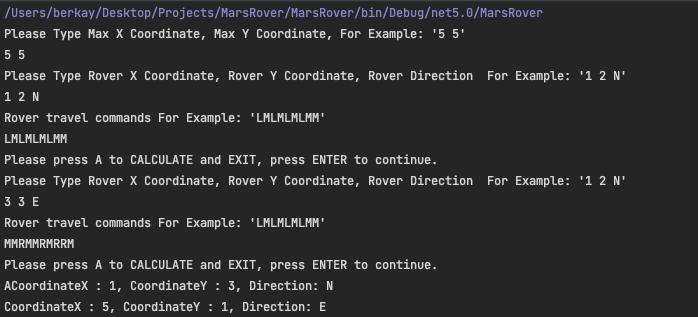 /Users/berkay/Desktop/Projects/MarsRover/MarsRover/bin/Debug/net5.0/MarsRover
Please Type Max X Coordinate, Max Y Coordinate, For Example: '5 5'
5 5
Please Type Rover X Coordinate, Rover Y Coordinate, Rover Direction  For Example: '1 2 N'
1 2 N
Rover travel commands For Example: 'LMLMLMLMM'
LMLMLMLMM
Please press A to CALCULATE and EXIT, press ENTER to continue.
Please Type Rover X Coordinate, Rover Y Coordinate, Rover Direction  For Example: '1 2 N'
3 3 E
Rover travel commands For Example: 'LMLMLMLMM'
MMRMMRMRRM
Please press A to CALCULATE and EXIT, press ENTER to continue.
ACoordinateX : 1, CoordinateY : 3, Direction: N
CoordinateX : 5, CoordinateY : 1, Direction: E